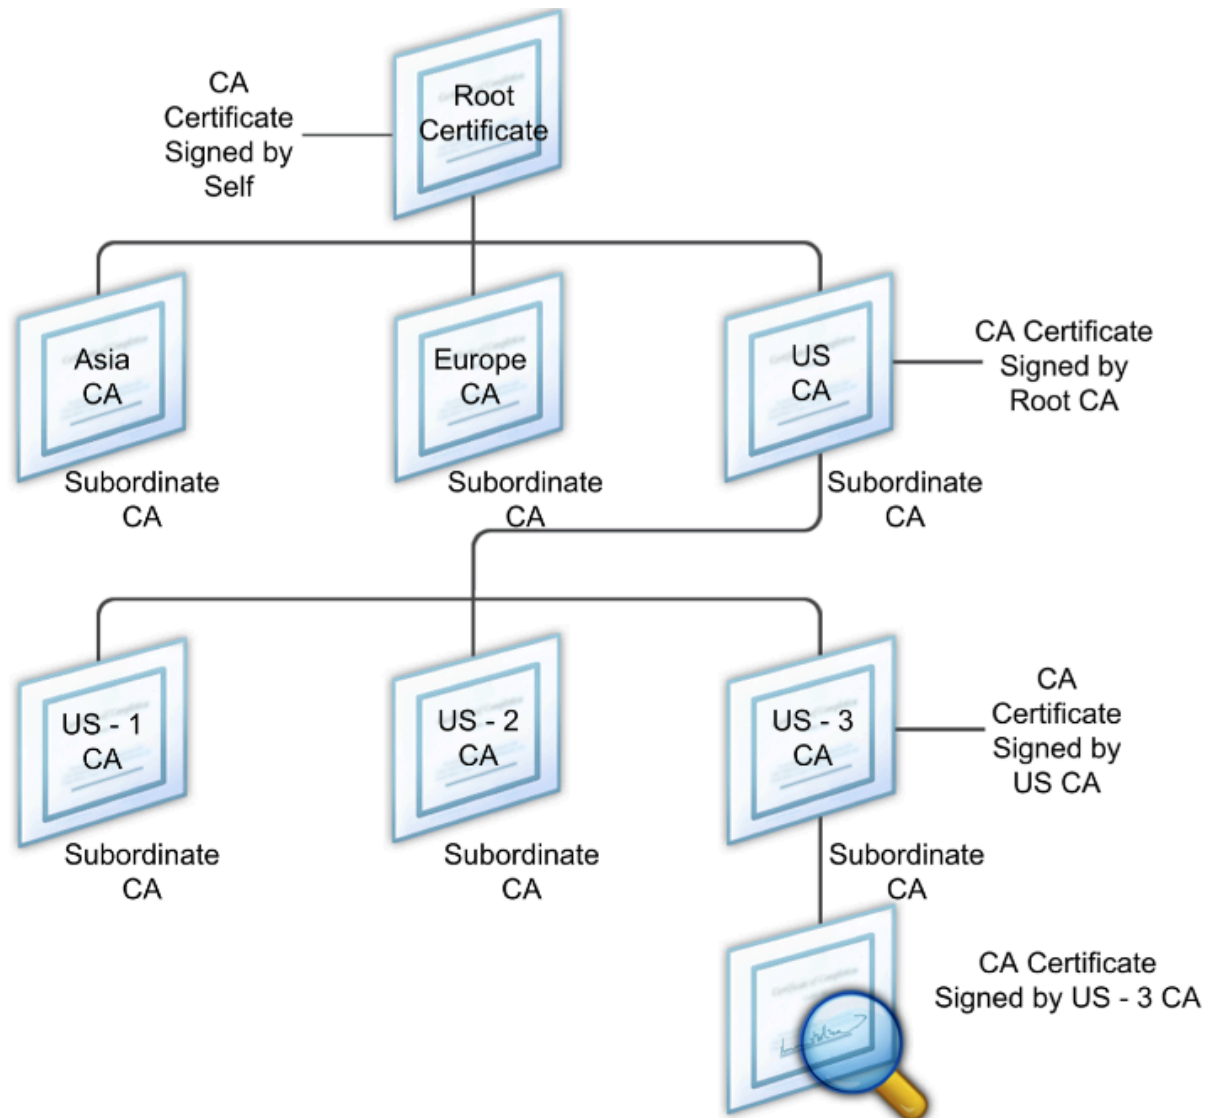 CA
Certificate
Signed by
Self
Root
Certificate
Asia
CA
Europe
CA
US
CA
CA Certificate
Signed by
Root CA
Subordinate
CA
Subordinate
CA
Subordinate
CA
US - 1
CA
US - 2
CA
US - 3
CA
CA
Certificate
Signed by
US CA
Subordinate
CA
Subordinate
CA
Subordinate
CA
CA Certificate
Signed by US - 3 CA